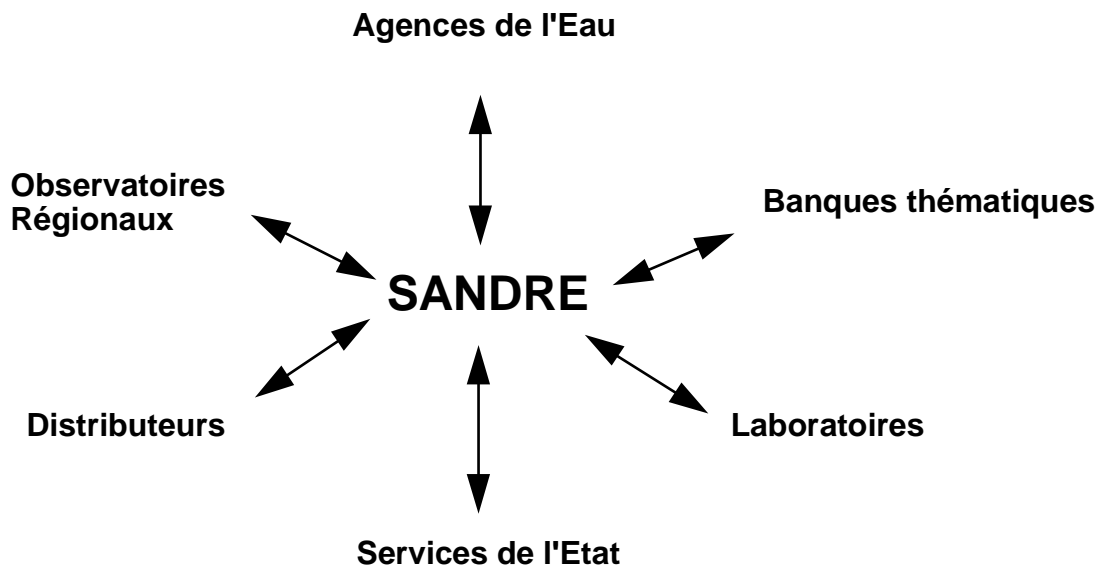 Agences de l'Eau
Observatoires
Régionaux
Banques thématiques
SANDRE
Distributeurs
Laboratoires
Services de l'Etat